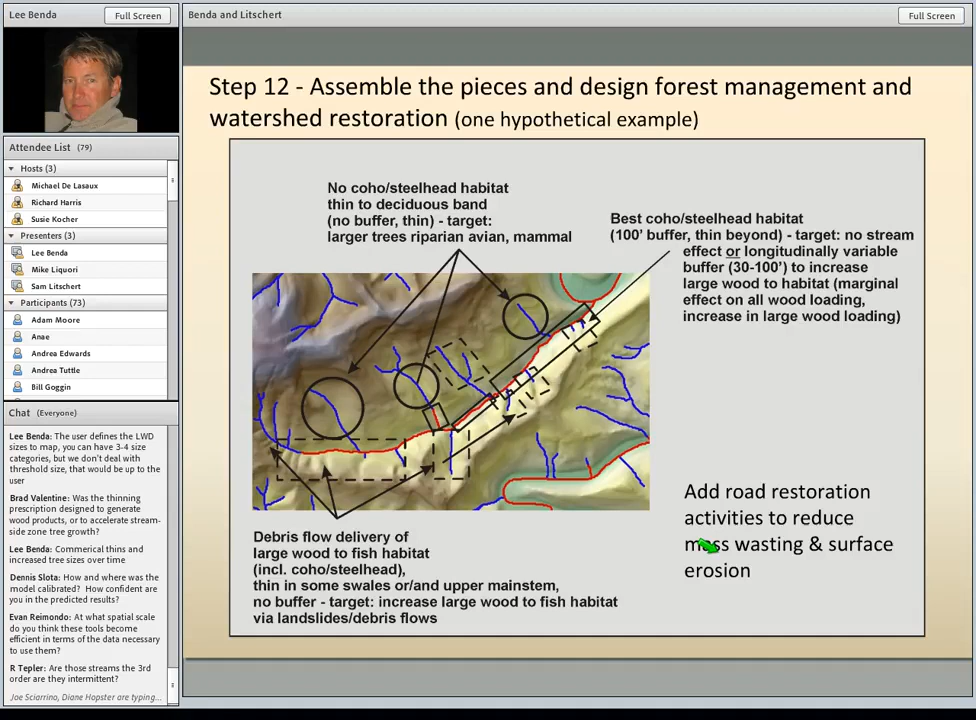 Lee Benda
Full Screen
Benda and Litschert
Full Screen
Attendee List (79)
Hosts (3)
Michael De Lasaux
Richard Harris
Susie Kocher
Presenters (3)
Lee Benda
Mike Liquori
Sam Litschert
Participants (73)
Adam Moore
Anae
Andrea Edwards
Andrea Tuttle
Bill Goggin
Chat (Everyone)
Lee Benda: The user defines the LWD
sizes to map, you can have 3-4 size
categories, but we don't deal with
threshold size, that would be up to the
user
Brad Valentine: Was the thinning
prescription designed to generate
wood products, or to accelerate stream-
side zone tree growth?
Lee Benda: Commerical thins and
increased tree sizes over time
Dennis Slota: How and where was the
model calibrated? How confident are
you in the predicted results?
Evan Reimondo: At what spatial scale
do you think these tools become
efficient in terms of the data necessary
to use them?
R Tepler: Are those streams the 3rd
order are they intermittent?
Joe Sciarrino, Diane Hopster are typing...
Step 12 - Assemble the pieces and design forest management and
watershed restoration (one hypothetical example)
No coho/steelhead habitat
thin to deciduous band
(no buffer, thin) - target:
larger trees riparian avian, mammal
Best coho/steelhead habitat
(100' buffer, thin beyond) - target: no stream
effect or longitudinally variable
buffer (30-100') to increase
large wood to habitat (marginal
effect on all wood loading,
increase in large wood loading)
Debris flow delivery of
large wood to fish habitat
(incl. coho/steelhead),
thin in some swales or/and upper mainstem,
no buffer - target: increase large wood to fish habitat
via landslides/debris flows
Add road restoration
activities to reduce
mass wasting & surface
erosion